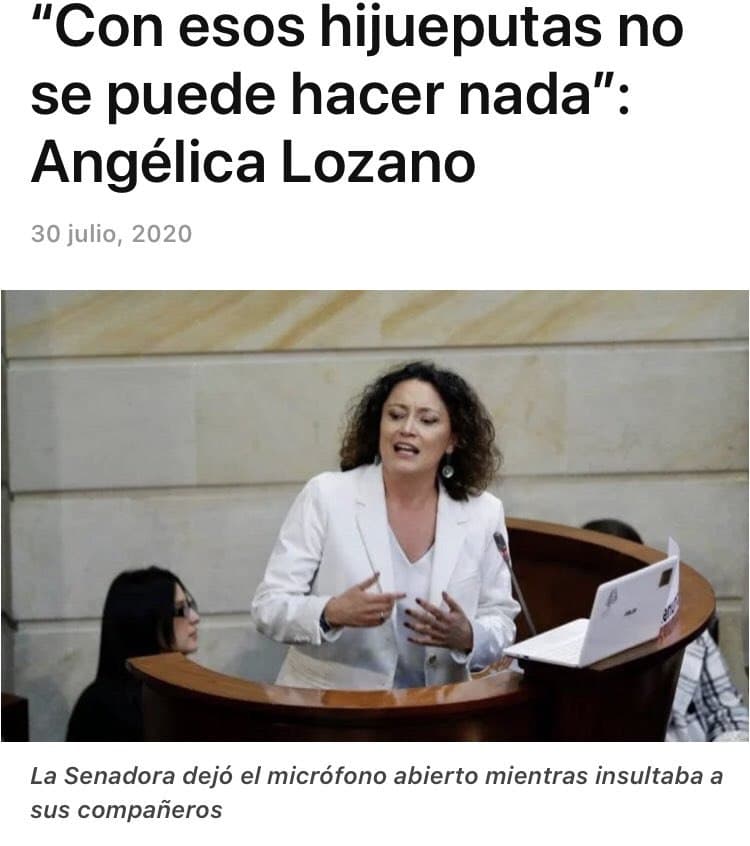 “Con esos hijueputas no
se puede hacer nada”:
Angélica Lozano
30 julio, 2020
La Senadora dejó el micrófono abierto mientras insultaba a
sus compañeros